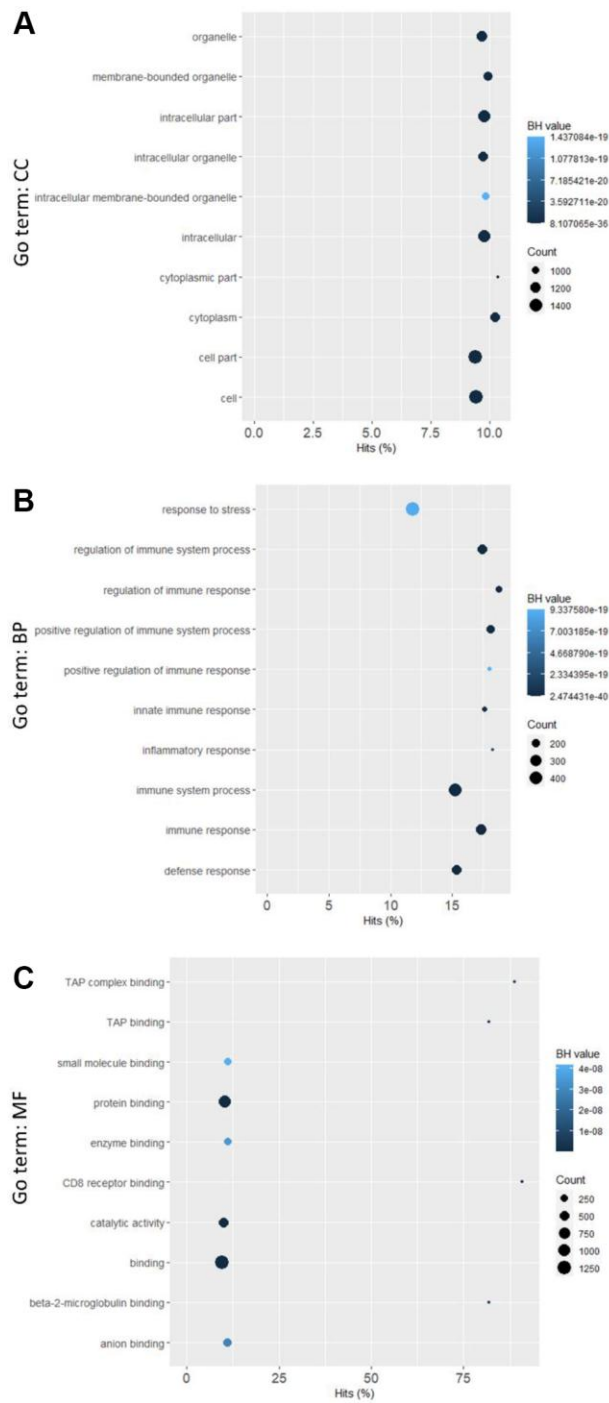 A
Go term: CC
organelle
membrane-bounded organelle
intracellular part
intracellular organelle
intracellular membrane-bounded organelle
intracellular
cytoplasmic part
cytoplasm
cell part
cell
0.0 2.5 5.0 7.5 10.0
Hits (%)
BH value
1.437084e-19
1.077813e-19
7.185421e-20
3.592711e-20
8.107065e-36
Count
1000
1200
1400
B
Go term: BP
response to stress
regulation of immune system process
regulation of immune response
positive regulation of immune system process
positive regulation of immune response
innate immune response
inflammatory response
immune system process
immune response
defense response
0 5 10 15
Hits (%)
BH value
9.337580e-19
7.003185e-19
4.668790e-19
2.334395e-19
2.474431e-40
Count
200
300
400
C
Go term: MF
TAP complex binding
TAP binding
small molecule binding
protein binding
enzyme binding
CD8 receptor binding
catalytic activity
binding
beta-2-microglobulin binding
anion binding
0 25 50 75
Hits (%)
BH value
4e-08
3e-08
2e-08
1e-08
Count
250
500
750
1000
1250